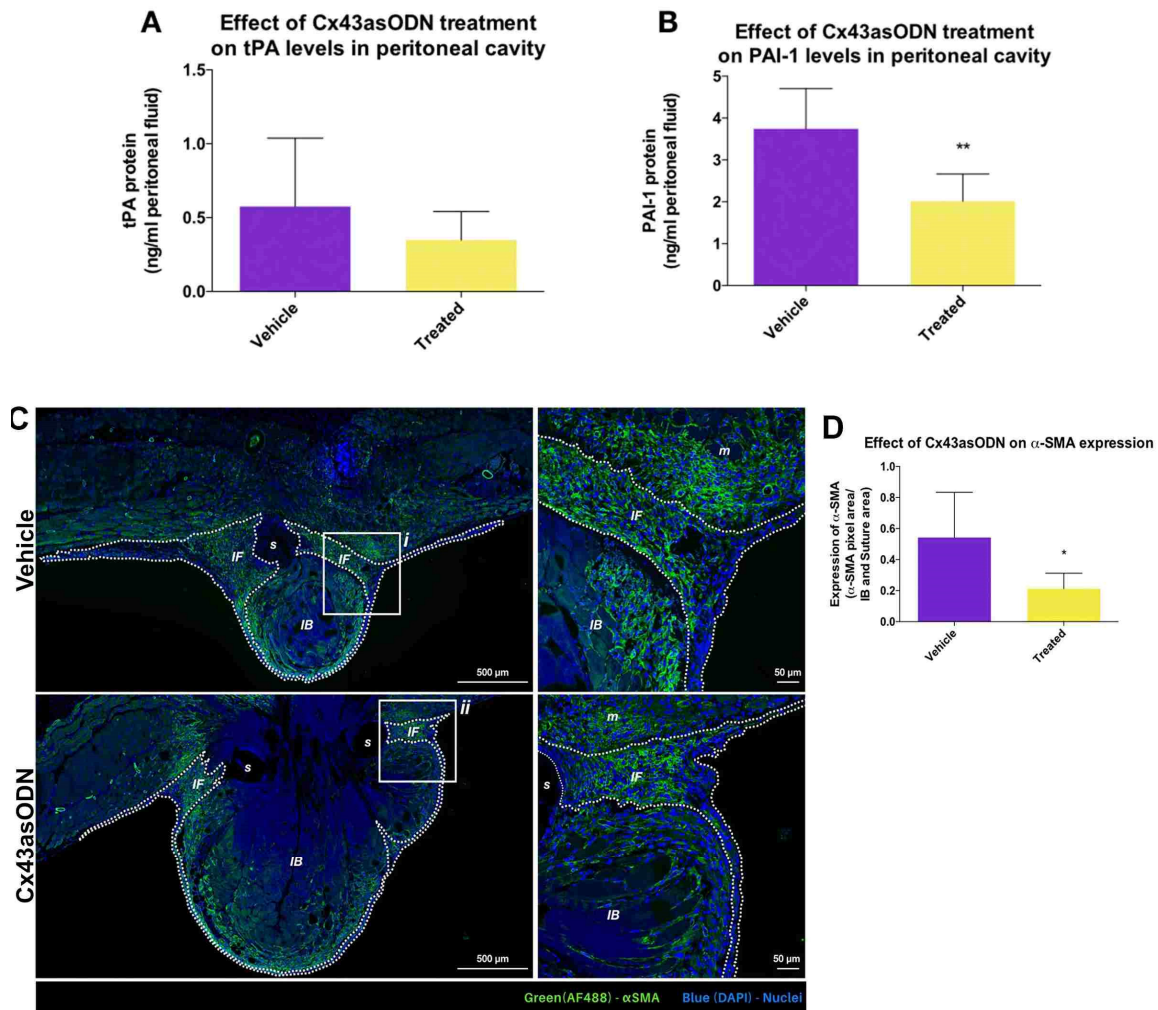 A
Effect of Cx43asODN treatment
on tPA levels in peritoneal cavity
1.5
1.0
0.5
0.0
tPA protein
(ng/ml peritoneal fluid)
Vehicle
Treated
B
Effect of Cx43asODN treatment
on PAI-1 levels in peritoneal cavity
5
4
3
2
1
0
PAI-1 protein
(ng/ml peritoneal fluid)
**
Vehicle
Treated
C
Vehicle
IF
s
IF
i
IB
500 µm
m
IF
IB
50 µm
Cx43asODN
IF
s
s
IF
ii
IB
500 µm
m
IF
s
IB
50 µm
Green(AF488) - αSMA
Blue (DAPI) - Nuclei
D
Effect of Cx43asODN on α-SMA expression
1.0
0.8
0.6
0.4
0.2
0.0
Expression of α-SMA
(α-SMA pixel area/
IB and Suture area)
*
Vehicle
Treated